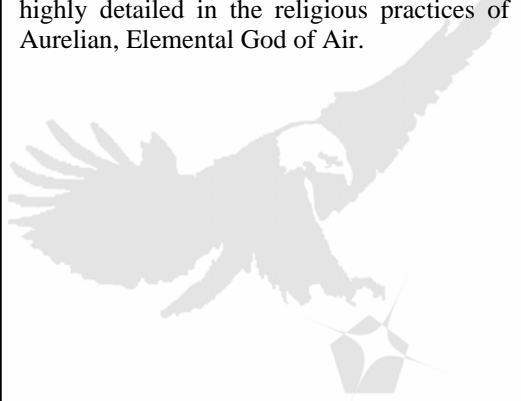 highly detailed in the religious practices of
Aurelian, Elemental God of Air.